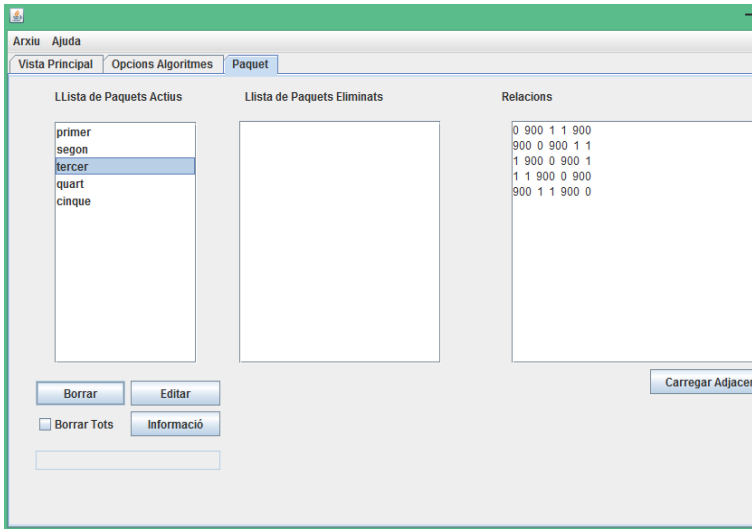 Arxiu Ajuda
Vista Principal Opcions Algoritmes Paquet
LLista de Paquets Actius
primer
segon
tercer
quart
cinque
Llista de Paquets Eliminats
Relacions
0 900 1 1 900
900 0 900 1 1
1 900 0 900 1
1 1 900 0 900
900 1 1 900 0
Borrar Editar
Borrar Tots Informació
Carregar Adjacen